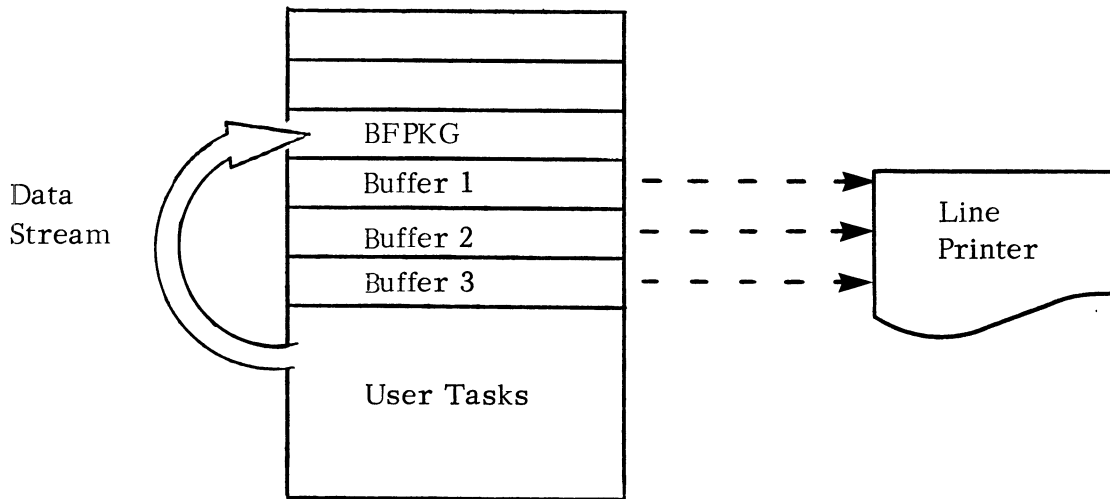 BFPKG
Buffer 1
Buffer 2
Buffer 3
User Tasks
Data
Stream
Line
Printer